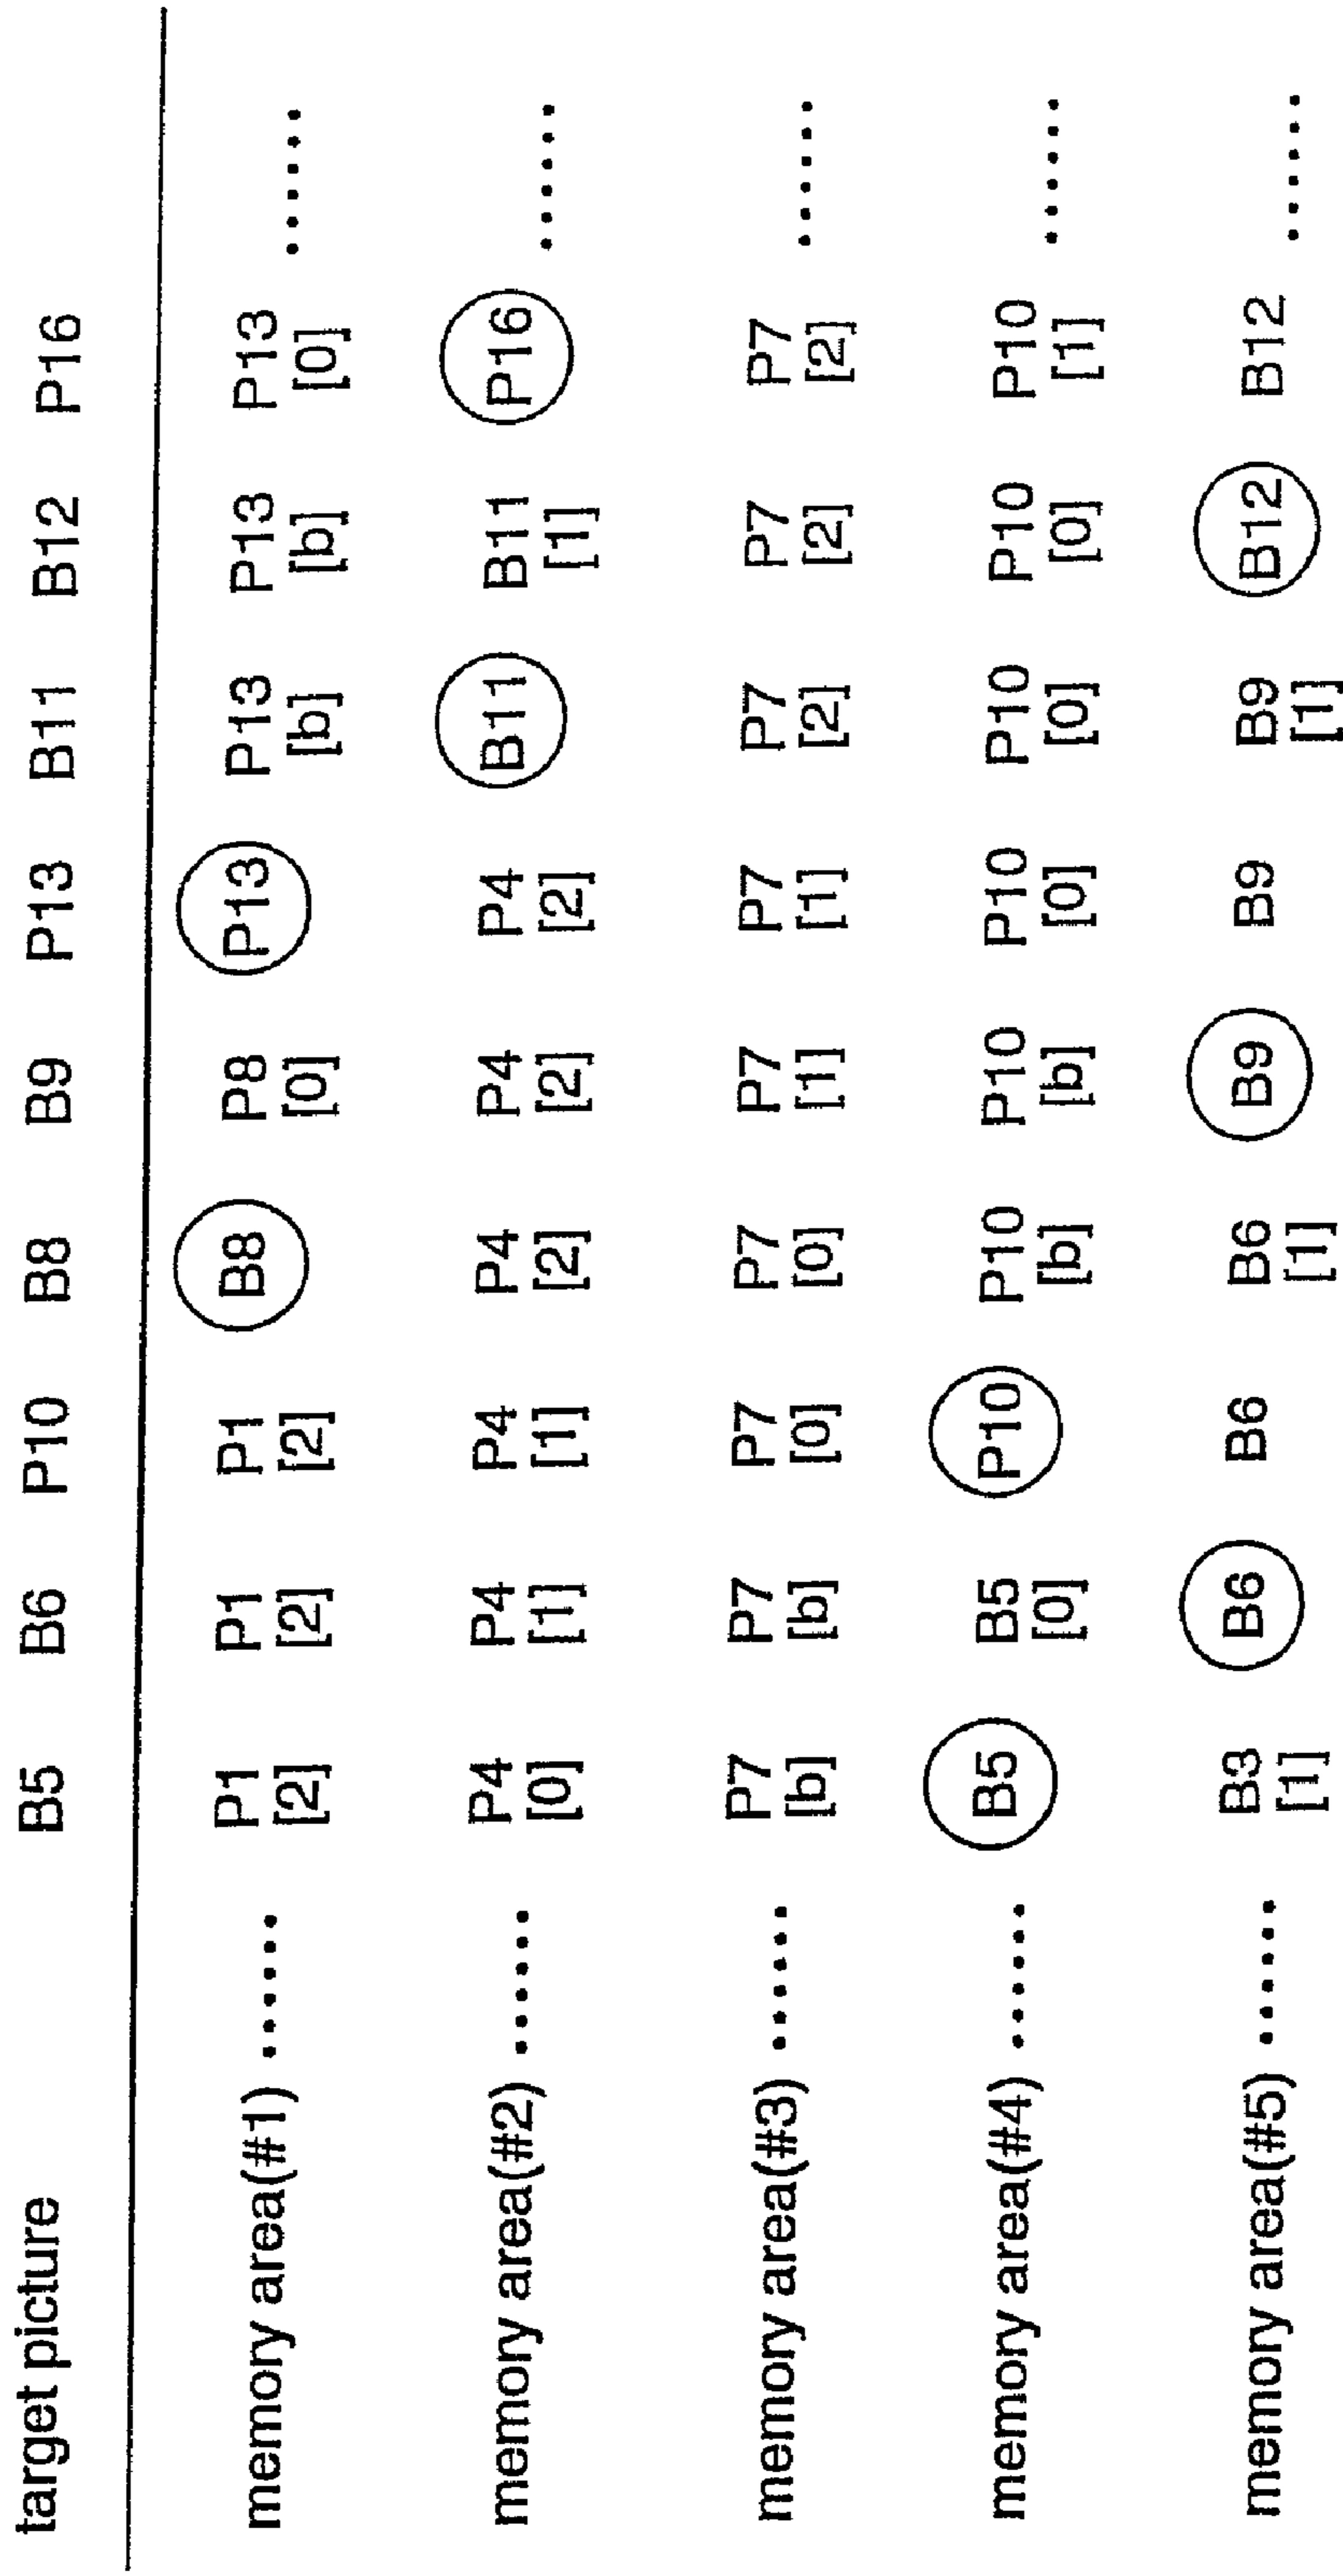 target picture B5 B6 P10 B8 B9 P13 B11 B12 P16
memory area(#1) ...... P1 P1 P1 B8 P8 P13 P13 P13 P13 ......
[2] [2] [2] [0] [b] [b] [0]
memory area(#2) ...... P4 P4 P4 P4 P4 P4 B11 B11 P16 ......
[0] [1] [1] [2] [2] [2] [1]
memory area(#3) ...... P7 P7 P7 P7 P7 P7 P7 P7 P7 ......
[b] [b] [0] [0] [1] [1] [2] [2] [2]
memory area(#4) ...... B5 B5 P10 P10 P10 P10 P10 P10 P10 ......
[0] [b] [b] [0] [0] [0] [1]
memory area(#5) ...... B3 B6 B6 B6 B9 B9 B9 B12 B12 ......
[1] [1] [1]